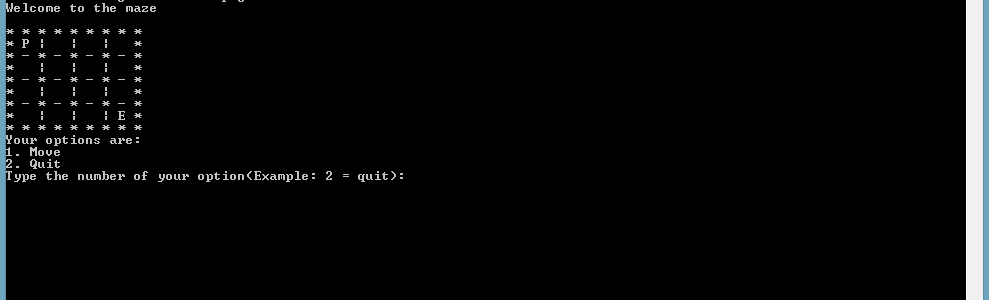 Welcome to the maze
* * * * * * * * *
* P ¦   ¦   ¦   *
* - * - * - * - *
*   ¦   ¦   ¦   *
* - * - * - * - *
*   ¦   ¦   ¦   *
* - * - * - * - *
*   ¦   ¦   ¦ E *
* * * * * * * * *
Your options are:
1. Move
2. Quit
Type the number of your option(Example: 2 = quit):